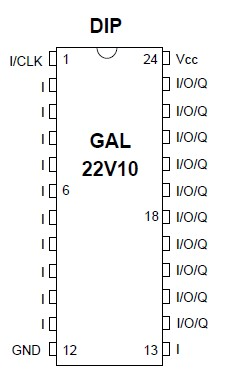 DIP
I/CLK 1 24 Vcc
I I/O/Q
I I/O/Q
I GAL I/O/Q
I 22V10 I/O/Q
I 6 I/O/Q
I 18 I/O/Q
I I/O/Q
I I/O/Q
I I/O/Q
I I/O/Q
GND 12 13 I